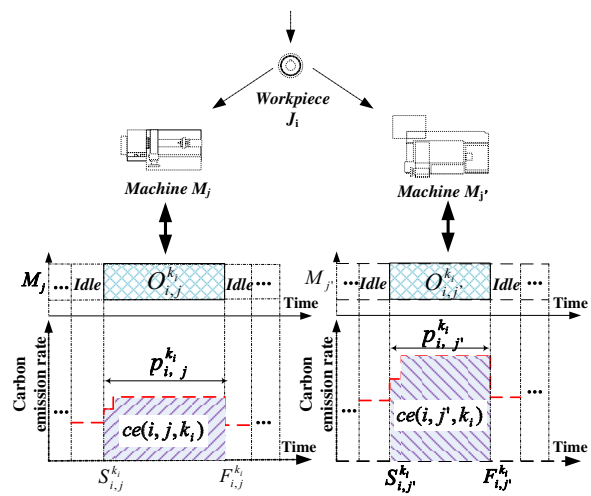 Workpiece
J_i
Machine M_j
Machine M_j'
M_j ... Idle O_{i,j}^{k_i} Idle ... Time
M_j' ... Idle O_{i,j'}^{k_i} Idle ... Time
Carbon emission rate ... p_{i, j}^{k_i} ce(i, j, k_i) ... Time
Carbon emission rate ... p_{i, j'}^{k_i} ce(i, j', k_i) ... Time
S_{i,j}^{k_i} F_{i,j}^{k_i}
S_{i,j'}^{k_i} F_{i,j'}^{k_i}